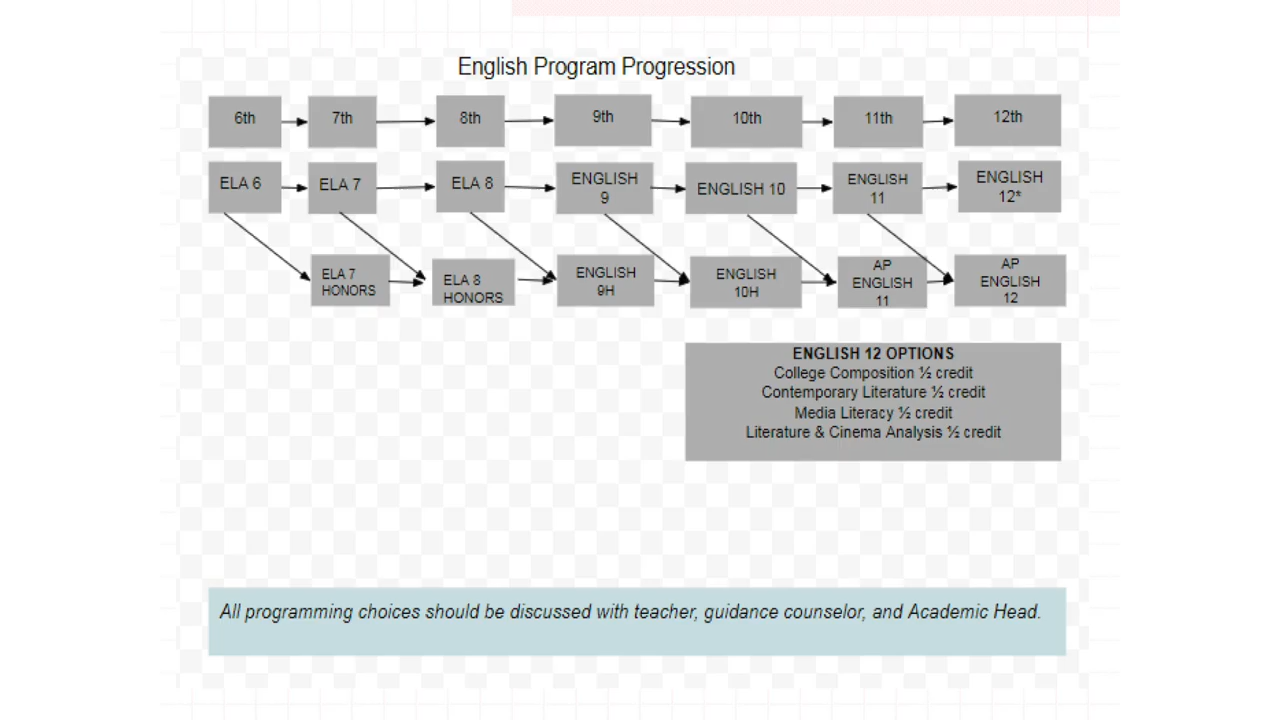 English Program Progression
6th 7th 8th 9th 10th 11th 12th
ELA 6 ELA 7 ELA 8 ENGLISH 9 ENGLISH 10 ENGLISH 11 ENGLISH 12*
ELA 7 HONORS ELA 8 HONORS ENGLISH 9H ENGLISH 10H AP ENGLISH 11 AP ENGLISH 12
ENGLISH 12 OPTIONS
College Composition ½ credit
Contemporary Literature ½ credit
Media Literacy ½ credit
Literature & Cinema Analysis ½ credit
All programming choices should be discussed with teacher, guidance counselor, and Academic Head.